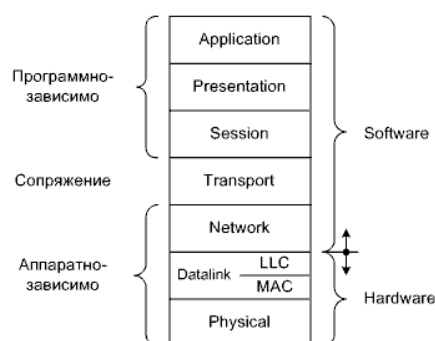 Программно-
зависимо
Сопряжение
Аппаратно-
зависимо
Application
Presentation
Session
Transport
Network
Datalink
LLC
MAC
Physical
Software
Hardware